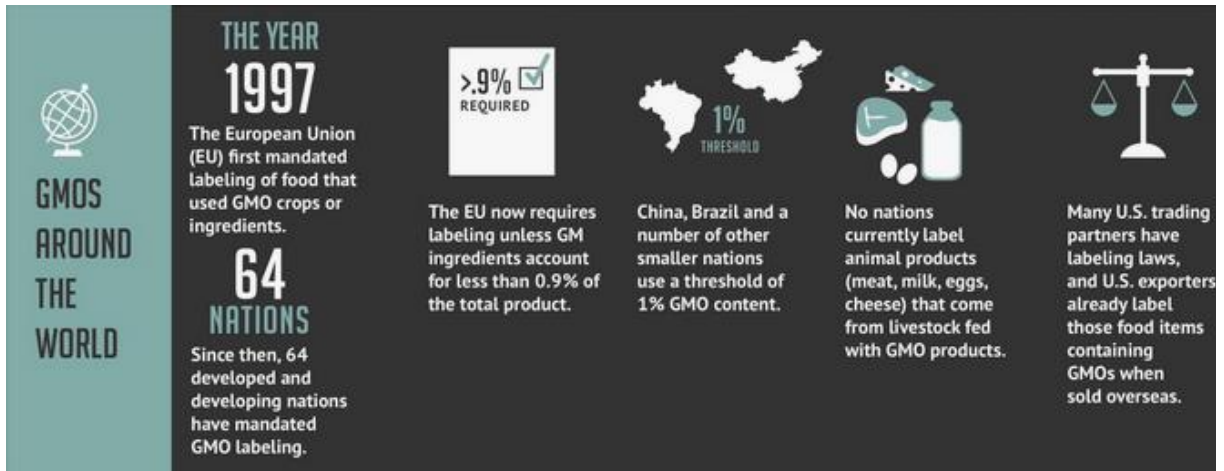 GMOS
AROUND
THE
WORLD
THE YEAR
1997
The European Union
(EU) first mandated
labeling of food that
used GMO crops or
ingredients.
64
NATIONS
Since then, 64
developed and
developing nations
have mandated
GMO labeling.
>.9%
REQUIRED
The EU now requires
labeling unless GM
ingredients account
for less than 0.9% of
the total product.
1%
THRESHOLD
China, Brazil and a
number of other
smaller nations
use a threshold of
1% GMO content.
No nations
currently label
animal products
(meat, milk, eggs,
cheese) that come
from livestock fed
with GMO products.
Many U.S. trading
partners have
labeling laws,
and U.S. exporters
already label
those food items
containing
GMOs when
sold overseas.